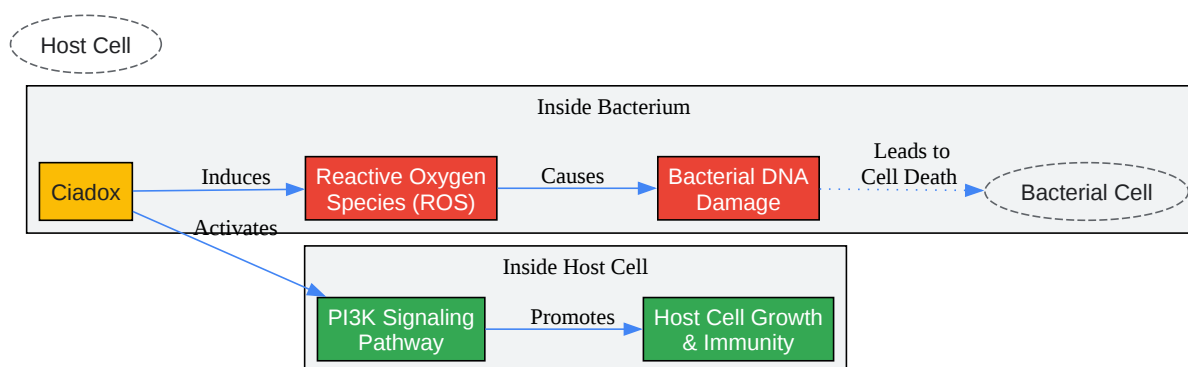 Host Cell
Inside Bacterium
Ciadox
Induces
Reactive Oxygen
Species (ROS)
Causes
Bacterial DNA
Damage
Leads to
Cell Death
Bacterial Cell
Activates
Inside Host Cell
PI3K Signaling
Pathway
Promotes
Host Cell Growth
& Immunity